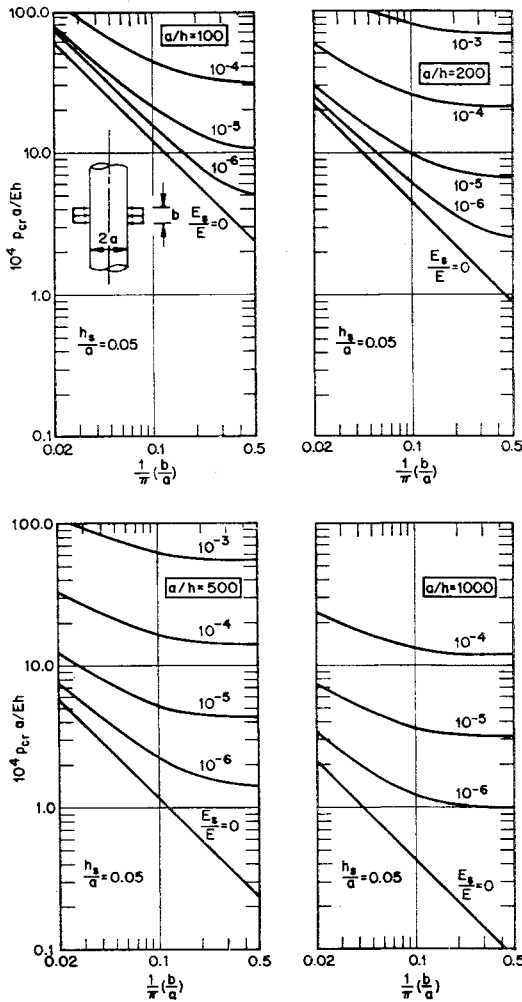 100.0
10.0
1.0
0.1
10⁴ p_cr a/Eh
a/h=100
10⁻⁴
10⁻⁵
10⁻⁶
E_s/E=0
b
2a
h_s/a=0.05
0.02 0.1 0.5
1/π(b/a)
10⁻³
a/h=200
10⁻⁴
10⁻⁵
10⁻⁶
E_s/E=0
h_s/a=0.05
0.02 0.1 0.5
1/π(b/a)
100.0
10.0
1.0
0.1
10⁴ p_cr a/Eh
10⁻³
a/h=500
10⁻⁴
10⁻⁵
10⁻⁶
E_s/E=0
h_s/a=0.05
0.02 0.1 0.5
1/π(b/a)
a/h=1000
10⁻⁴
10⁻⁵
10⁻⁶
E_s/E=0
h_s/a=0.05
0.02 0.1 0.5
1/π(b/a)